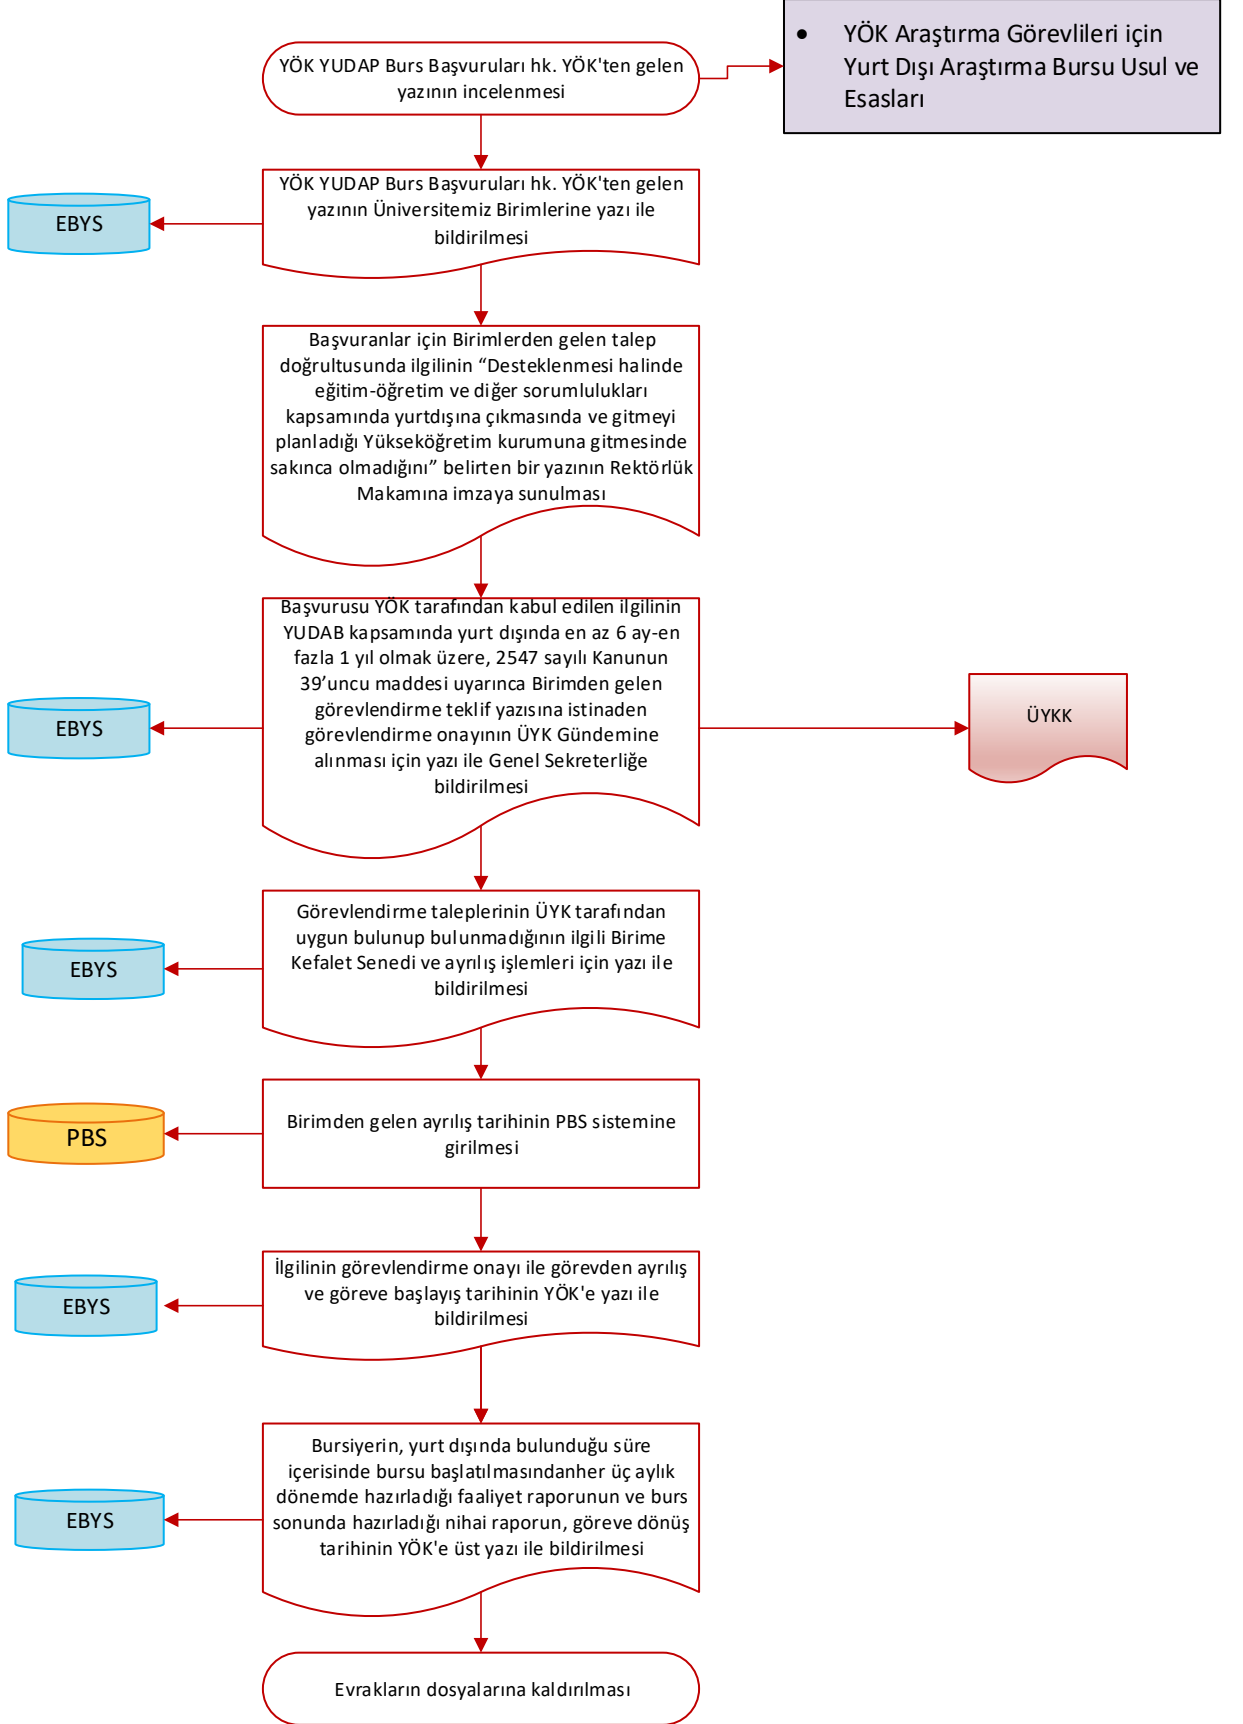 YÖK YUDAP Burs Başvuruları hk. YÖK'ten gelen
yazının incelenmesi
• YÖK Araştırma Görevlileri için
Yurt Dışı Araştırma Bursu Usul ve
Esasları
YÖK YUDAP Burs Başvuruları hk. YÖK'ten gelen
yazının Üniversitemiz Birimlerine yazı ile
bildirilmesi
EBYS
Başvuranlar için Birimlerden gelen talep
doğrultusunda ilgilinin “Desteklenmesi halinde
eğitim-öğretim ve diğer sorumlulukları
kapsamında yurtdışına çıkmasında ve gitmeyi
planladığı Yükseköğretim kurumuna gitmesinde
sakınca olmadığını” belirten bir yazının Rektörlük
Makamına imzaya sunulması
Başvurusu YÖK tarafından kabul edilen ilgilinin
YUDAB kapsamında yurt dışında en az 6 ay-en
fazla 1 yıl olmak üzere, 2547 sayılı Kanunun
39’uncu maddesi uyarınca Birimden gelen
görevlendirme teklif yazısına istinaden
görevlendirme onayının ÜYK Gündemine
alınması için yazı ile Genel Sekreterliğe
bildirilmesi
EBYS
ÜYKK
Görevlendirme taleplerinin ÜYK tarafından
uygun bulunup bulunmadığının ilgili Birime
Kefalet Senedi ve ayrılış işlemleri için yazı ile
bildirilmesi
EBYS
Birimden gelen ayrılış tarihinin PBS sistemine
girilmesi
PBS
İlgilinin görevlendirme onayı ile görevden ayrılış
ve göreve başlayış tarihinin YÖK'e yazı ile
bildirilmesi
EBYS
Bursiyerin, yurt dışında bulunduğu süre
içerisinde bursu başlatılmasındanher üç aylık
dönemde hazırladığı faaliyet raporunun ve burs
sonunda hazırladığı nihai raporun, göreve dönüş
tarihinin YÖK'e üst yazı ile bildirilmesi
EBYS
Evrakların dosyalarına kaldırılması